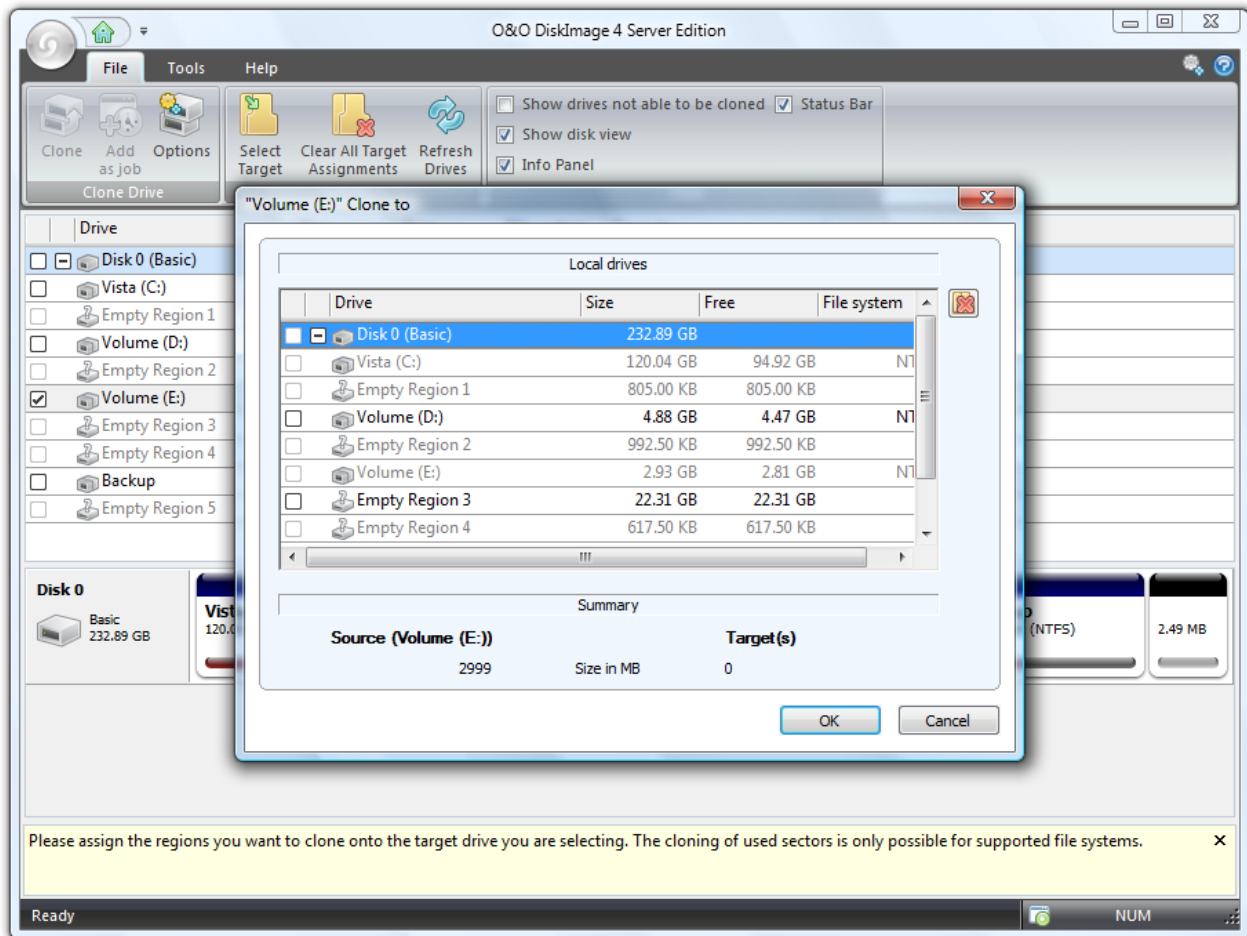 O&O DiskImage 4 Server Edition
File Tools Help
Show drives not able to be cloned Status Bar
Show disk view
Info Panel
Clone Add as job Options
Select Target Clear All Target Assignments Refresh Drives
Clone Drive
"Volume (E:)" Clone to
Drive
Disk 0 (Basic)
Vista (C:)
Empty Region 1
Volume (D:)
Empty Region 2
Volume (E:)
Empty Region 3
Empty Region 4
Backup
Empty Region 5
Local drives
Drive Size Free File system
Disk 0 (Basic) 232.89 GB
Vista (C:) 120.04 GB 94.92 GB NT
Empty Region 1 805.00 KB 805.00 KB
Volume (D:) 4.88 GB 4.47 GB NT
Empty Region 2 992.50 KB 992.50 KB
Volume (E:) 2.93 GB 2.81 GB NT
Empty Region 3 22.31 GB 22.31 GB
Empty Region 4 617.50 KB 617.50 KB
Summary
Source (Volume (E:)) Target(s)
2999 Size in MB 0
OK Cancel
Disk 0
Basic
232.89 GB
Vist
120.0
(NTFS)
2.49 MB
Please assign the regions you want to clone onto the target drive you are selecting. The cloning of used sectors is only possible for supported file systems.
Ready NUM